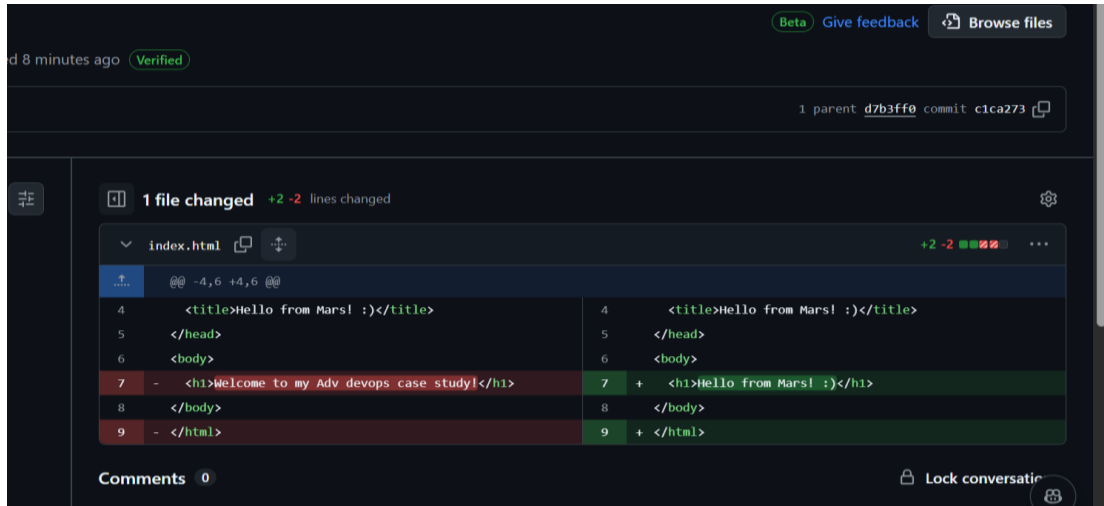 Beta Give feedback Browse files
d 8 minutes ago Verified
1 parent d7b3ff0 commit c1ca273
1 file changed +2 -2 lines changed
index.html +2 -2
@@ -4,6 +4,6 @@
4 <title>Hello from Mars! :)</title> 4 <title>Hello from Mars! :)</title>
5 </head> 5 </head>
6 <body> 6 <body>
7 - <h1>Welcome to my Adv devops case study!</h1> 7 + <h1>Hello from Mars! :)</h1>
8 </body> 8 </body>
9 - </html> 9 + </html>
Comments 0 Lock conversatio